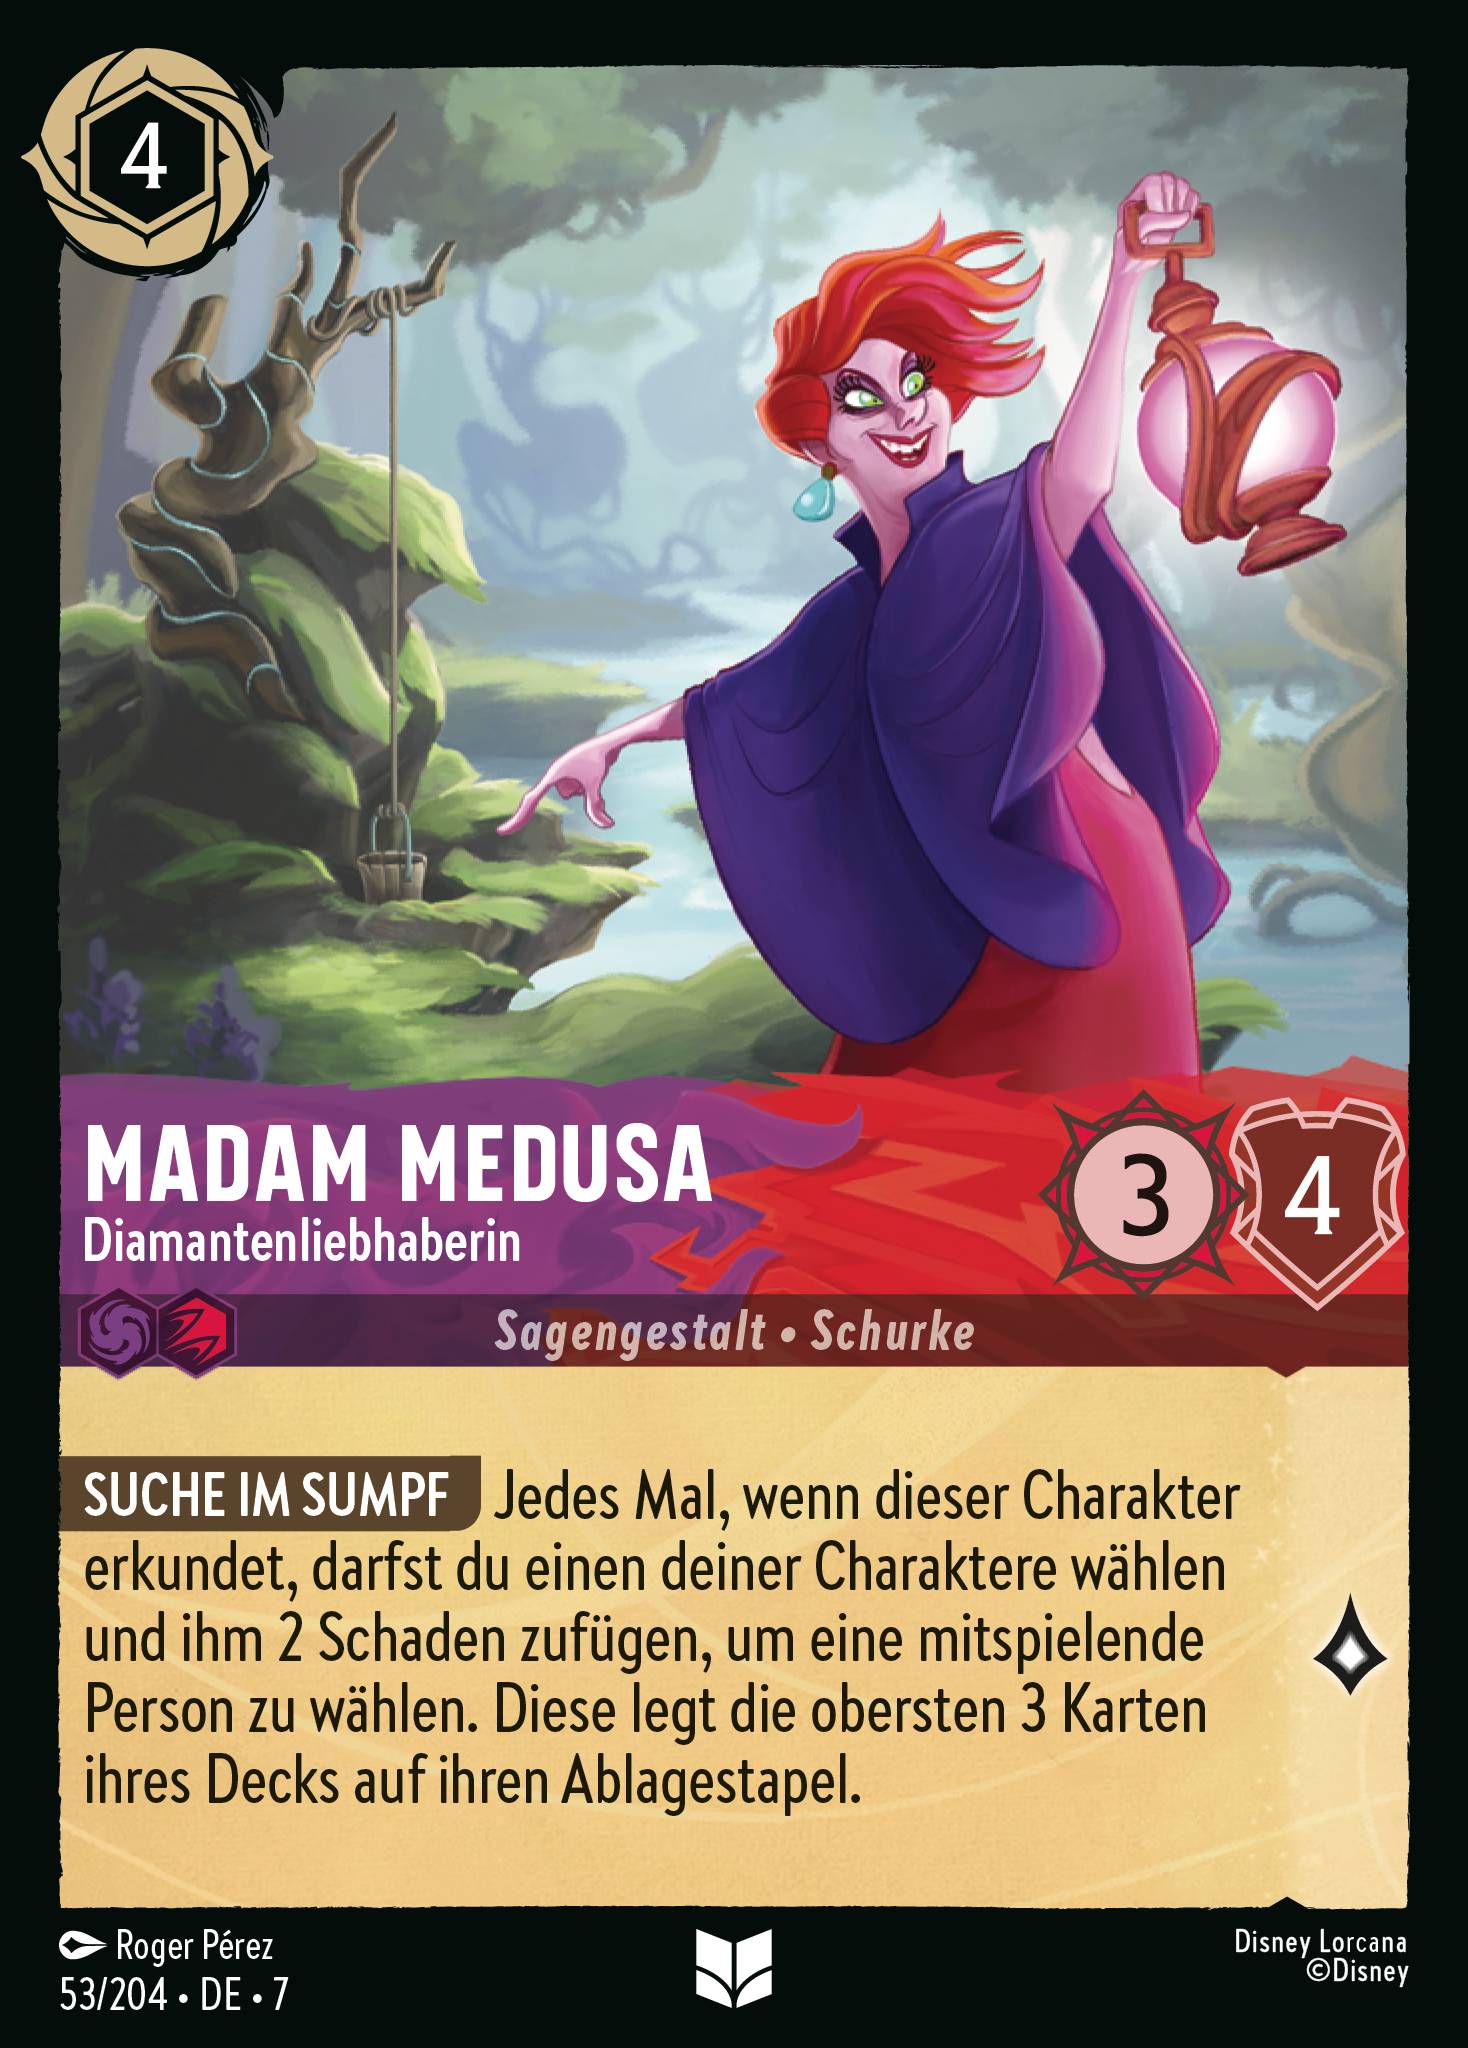 4
MADAM MEDUSA
Diamantenliebhaberin
3
4
Sagengestalt • Schurke
SUCHE IM SUMPF Jedes Mal, wenn dieser Charakter
erkundet, darfst du einen deiner Charaktere wählen
und ihm 2 Schaden zufügen, um eine mitspielende
Person zu wählen. Diese legt die obersten 3 Karten
ihres Decks auf ihren Ablagestapel.
Roger Pérez
53/204 • DE • 7
Disney Lorcana
©Disney